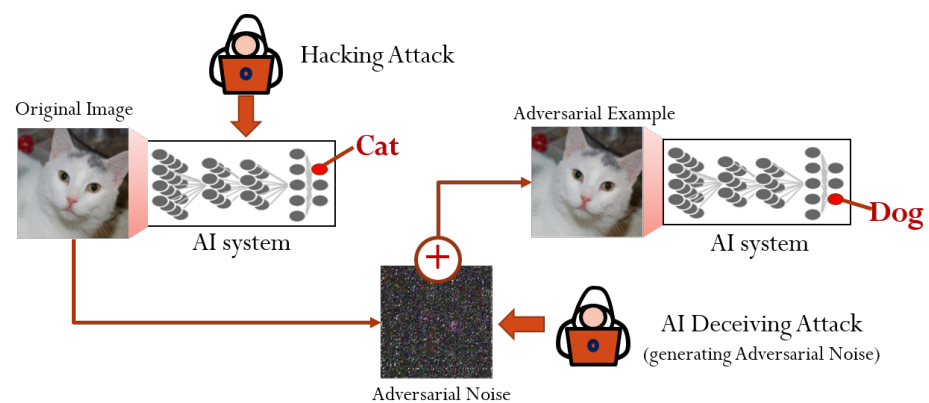 Hacking Attack
Original Image
Adversarial Example
Cat
Dog
AI system
AI system
AI Deceiving Attack
(generating Adversarial Noise)
Adversarial Noise